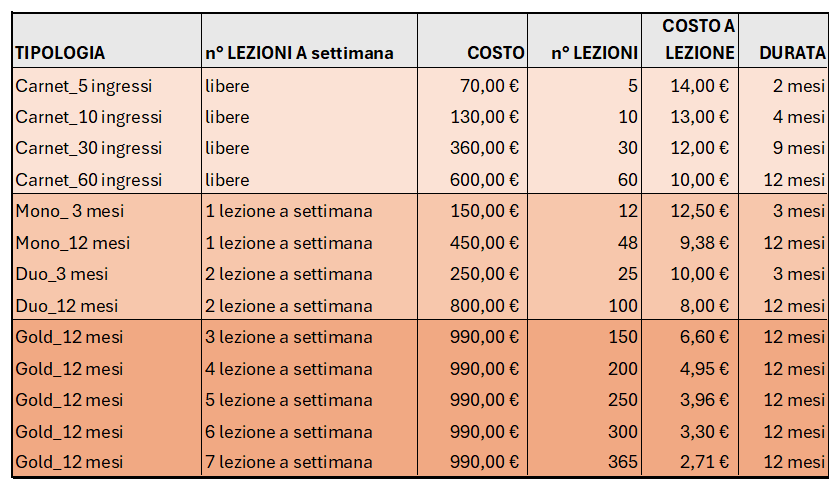 TIPOLOGIA n° LEZIONI A settimana COSTO n° LEZIONI COSTO A LEZIONE DURATA
Carnet_5 ingressi libere 70,00 € 5 14,00 € 2 mesi
Carnet_10 ingressi libere 130,00 € 10 13,00 € 4 mesi
Carnet_30 ingressi libere 360,00 € 30 12,00 € 9 mesi
Carnet_60 ingressi libere 600,00 € 60 10,00 € 12 mesi
Mono_ 3 mesi 1 lezione a settimana 150,00 € 12 12,50 € 3 mesi
Mono_12 mesi 1 lezione a settimana 450,00 € 48 9,38 € 12 mesi
Duo_3 mesi 2 lezione a settimana 250,00 € 25 10,00 € 3 mesi
Duo_12 mesi 2 lezione a settimana 800,00 € 100 8,00 € 12 mesi
Gold_12 mesi 3 lezione a settimana 990,00 € 150 6,60 € 12 mesi
Gold_12 mesi 4 lezione a settimana 990,00 € 200 4,95 € 12 mesi
Gold_12 mesi 5 lezione a settimana 990,00 € 250 3,96 € 12 mesi
Gold_12 mesi 6 lezione a settimana 990,00 € 300 3,30 € 12 mesi
Gold_12 mesi 7 lezione a settimana 990,00 € 365 2,71 € 12 mesi